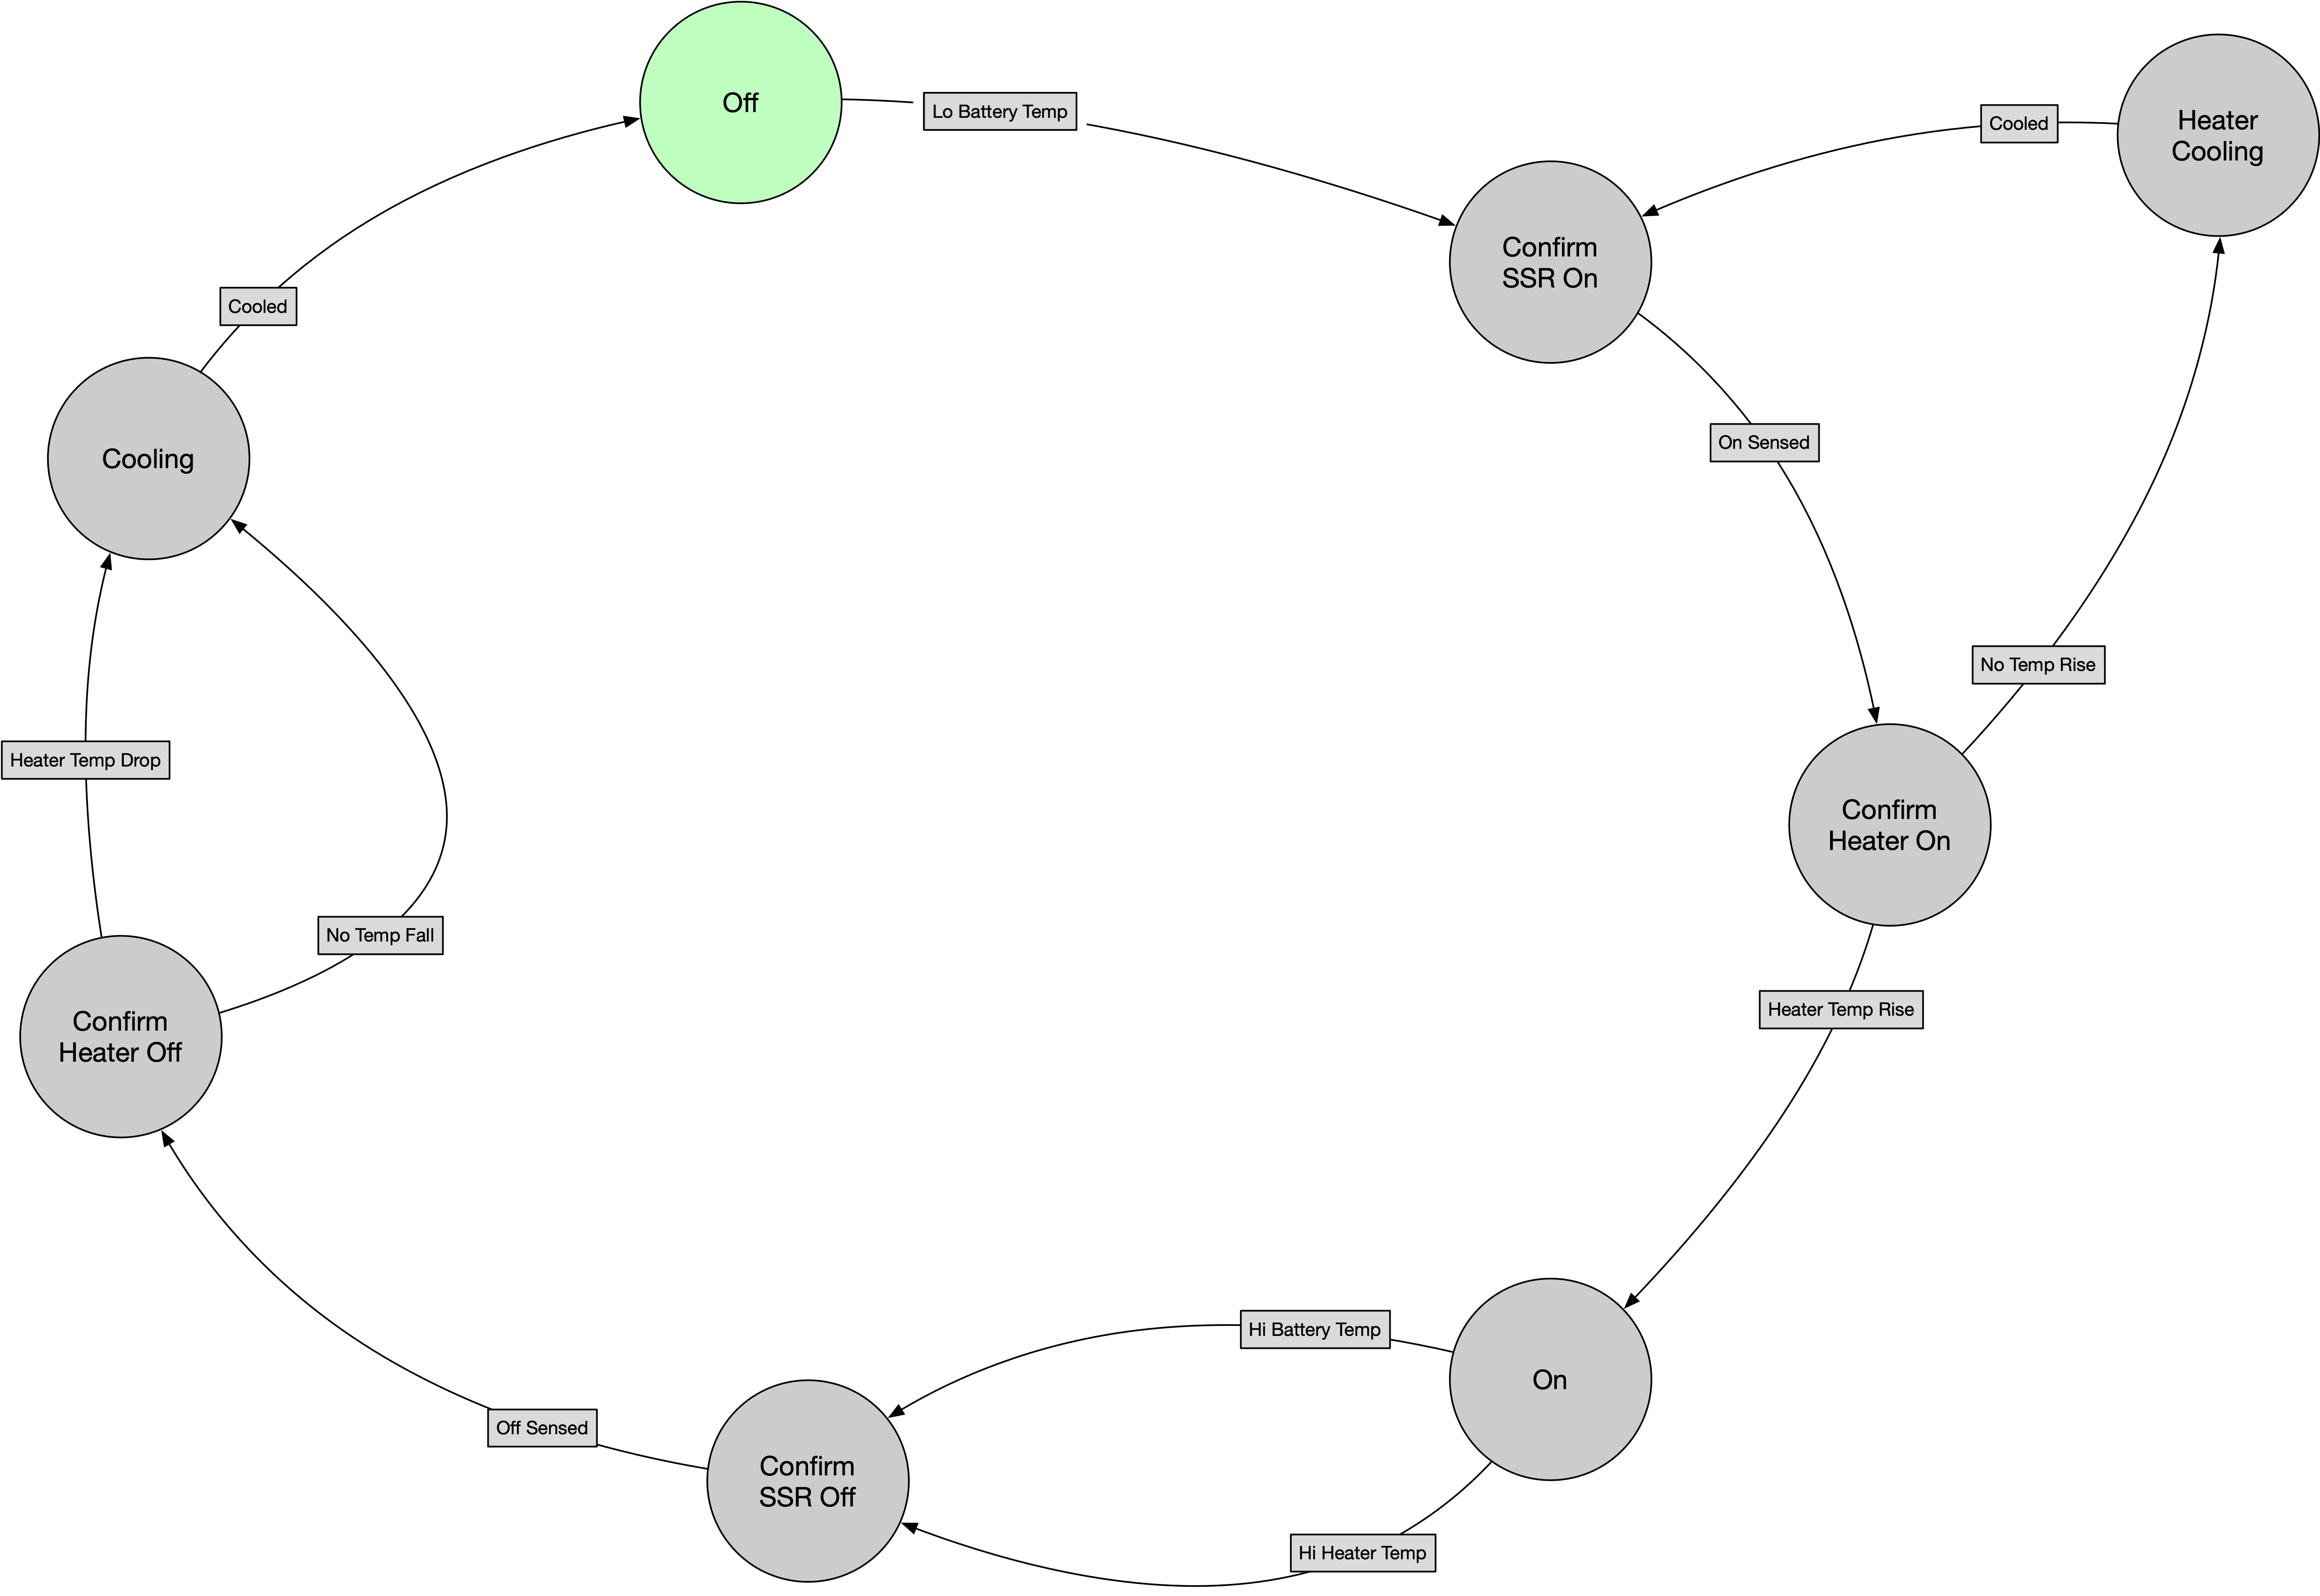 Off
Lo Battery Temp
Cooled
Heater
Cooling
Confirm
SSR On
Cooled
On Sensed
Cooling
No Temp Rise
Heater Temp Drop
Confirm
Heater On
No Temp Fall
Heater Temp Rise
Confirm
Heater Off
Hi Battery Temp
On
Off Sensed
Confirm
SSR Off
Hi Heater Temp